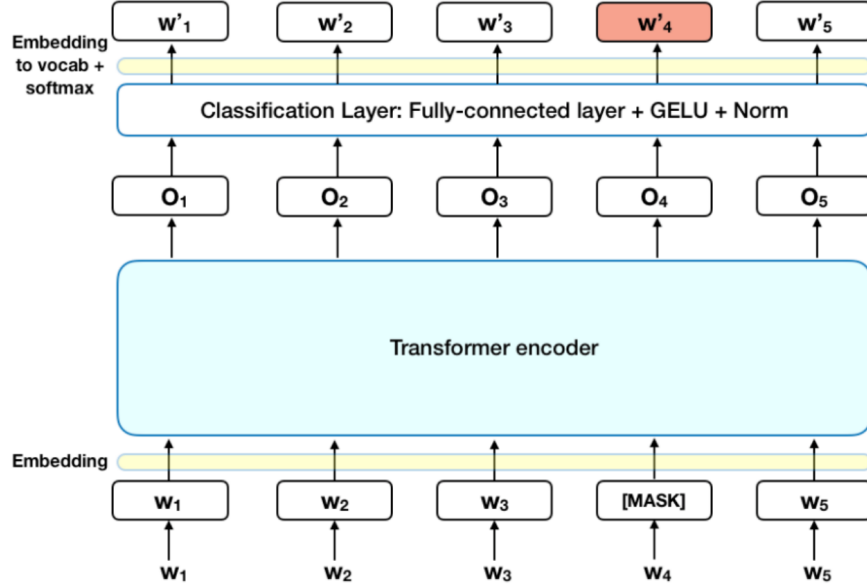 w’₁ w’₂ w’₃ w’₄ w’₅
Embedding
to vocab +
softmax
Classification Layer: Fully-connected layer + GELU + Norm
O₁ O₂ O₃ O₄ O₅
Transformer encoder
Embedding
W₁ W₂ W₃ [MASK] W₅
W₁ W₂ W₃ W₄ W₅